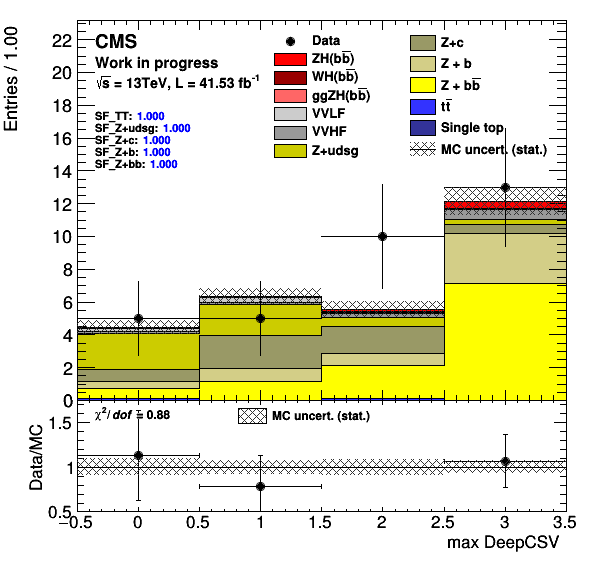 Entries / 1.00
22
20
18
16
14
12
10
8
6
4
2
0
CMS
Work in progress
√s = 13TeV, L = 41.53 fb⁻¹
SF_TT: 1.000
SF_Z+udsg: 1.000
SF_Z+c: 1.000
SF_Z+b: 1.000
SF_Z+bb: 1.000
Data
ZH(bb̅)
WH(bb̅)
ggZH(bb̅)
VVLF
VVHF
Z+udsg
Z+c
Z + b
Z + bb̅
tt̅
Single top
MC uncert. (stat.)
Data/MC
1.5
1
0.5
χ²/dof = 0.88
MC uncert. (stat.)
−0.5 0 0.5 1 1.5 2 2.5 3 3.5
max DeepCSV